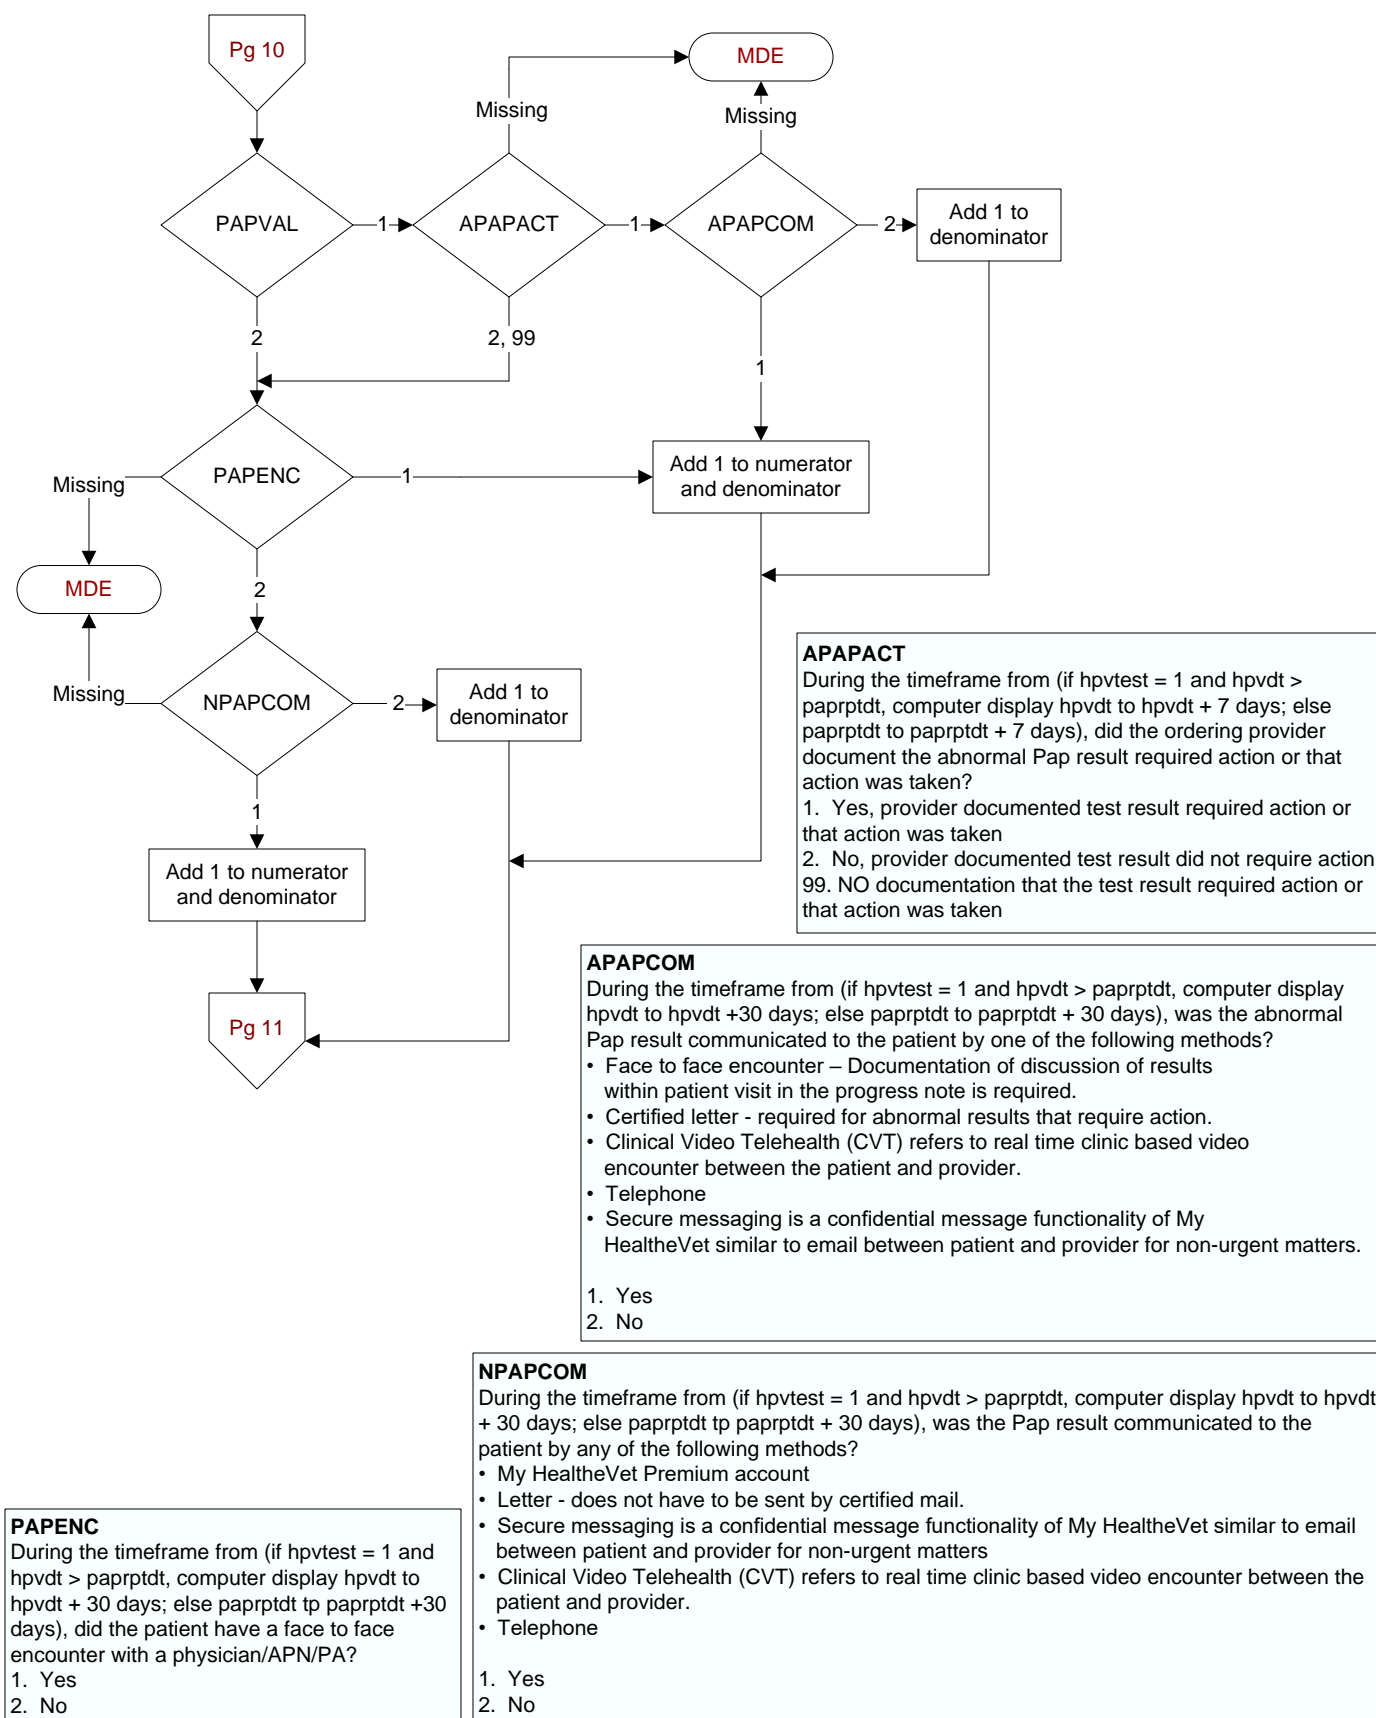 Pg 10
MDE
Missing
Missing
PAPVAL
1
APAPACT
1
APAPCOM
2
Add 1 to
denominator
2
2, 99
1
PAPENC
1
Add 1 to numerator
and denominator
Missing
MDE
2
Missing
NPAPCOM
2
Add 1 to
denominator
1
Add 1 to numerator
and denominator
Pg 11
APAPACT
During the timeframe from (if hpvtest = 1 and hpvdt >
paprptdt, computer display hpvdt to hpvdt + 7 days; else
paprptdt to paprptdt + 7 days), did the ordering provider
document the abnormal Pap result required action or that
action was taken?
1. Yes, provider documented test result required action or
that action was taken
2. No, provider documented test result did not require action
99. NO documentation that the test result required action or
that action was taken
APAPCOM
During the timeframe from (if hpvtest = 1 and hpvdt > paprptdt, computer display
hpvdt to hpvdt +30 days; else paprptdt to paprptdt + 30 days), was the abnormal
Pap result communicated to the patient by one of the following methods?
• Face to face encounter – Documentation of discussion of results
within patient visit in the progress note is required.
• Certified letter - required for abnormal results that require action.
• Clinical Video Telehealth (CVT) refers to real time clinic based video
encounter between the patient and provider.
• Telephone
• Secure messaging is a confidential message functionality of My
HealtheVet similar to email between patient and provider for non-urgent matters.
1. Yes
2. No
NPAPCOM
During the timeframe from (if hpvtest = 1 and hpvdt > paprptdt, computer display hpvdt to hpvdt
+ 30 days; else paprptdt tp paprptdt + 30 days), was the Pap result communicated to the
patient by any of the following methods?
• My HealtheVet Premium account
• Letter - does not have to be sent by certified mail.
• Secure messaging is a confidential message functionality of My HealtheVet similar to email
between patient and provider for non-urgent matters
• Clinical Video Telehealth (CVT) refers to real time clinic based video encounter between the
patient and provider.
• Telephone
1. Yes
2. No
PAPENC
During the timeframe from (if hpvtest = 1 and
hpvdt > paprptdt, computer display hpvdt to
hpvdt + 30 days; else paprptdt tp paprptdt +30
days), did the patient have a face to face
encounter with a physician/APN/PA?
1. Yes
2. No